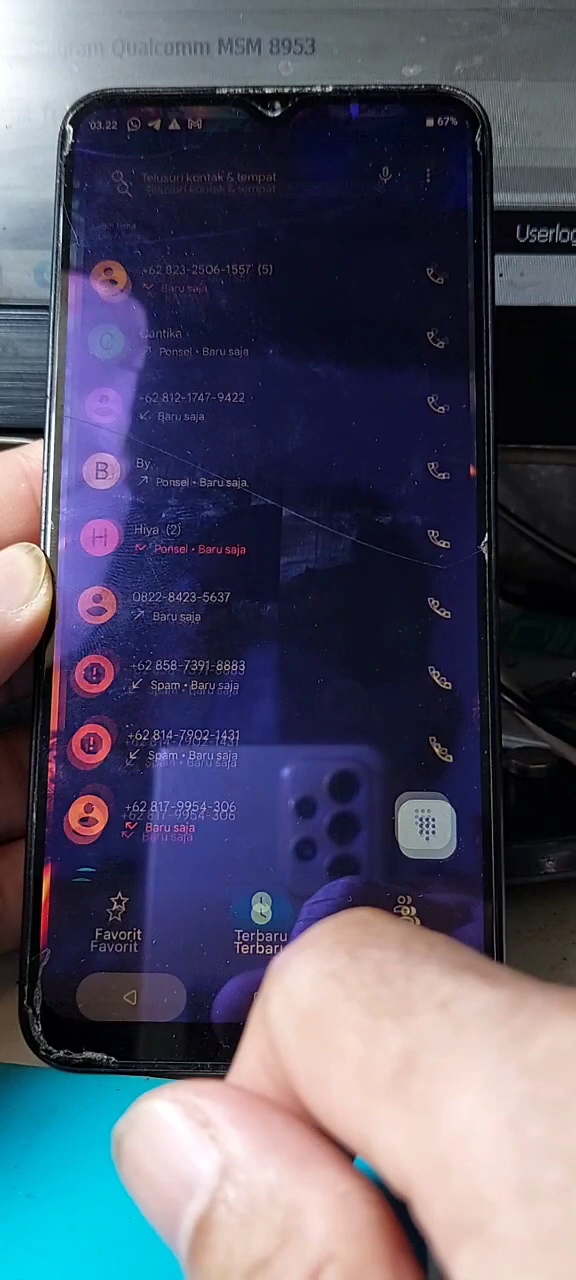 gram Qualcomm MSM 8953
03.22
67%
Telusuri kontak & tempat
Userlog
+62 823-2506-1557 (5)
Baru saja
Cantika
Ponsel • Baru saja
+62 812-1747-9422
Baru saja
B
By
Ponsel • Baru saja
H
Hiya (2)
Ponsel • Baru saja
0822-8423-5637
Baru saja
+62 858-7391-8883
Spam • Baru saja
+62 814-7902-1431
Spam • Baru saja
+62 817-9954-306
Baru saja
Favorit
Terbaru